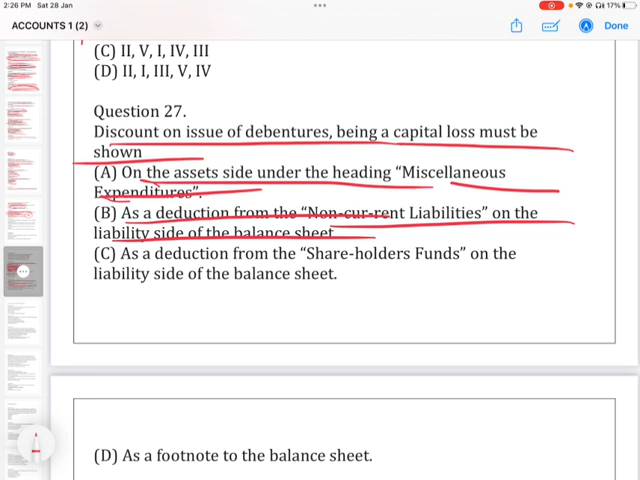 2:26 PM Sat 28 Jan
17%
ACCOUNTS 1 (2)
Done
(C) II, V, I, IV, III
(D) II, I, III, V, IV
Question 27.
Discount on issue of debentures, being a capital loss must be
shown
(A) On the assets side under the heading “Miscellaneous
Expenditures”.
(B) As a deduction from the “Non-cur-rent Liabilities” on the
liability side of the balance sheet
(C) As a deduction from the “Share-holders Funds” on the
liability side of the balance sheet.
(D) As a footnote to the balance sheet.